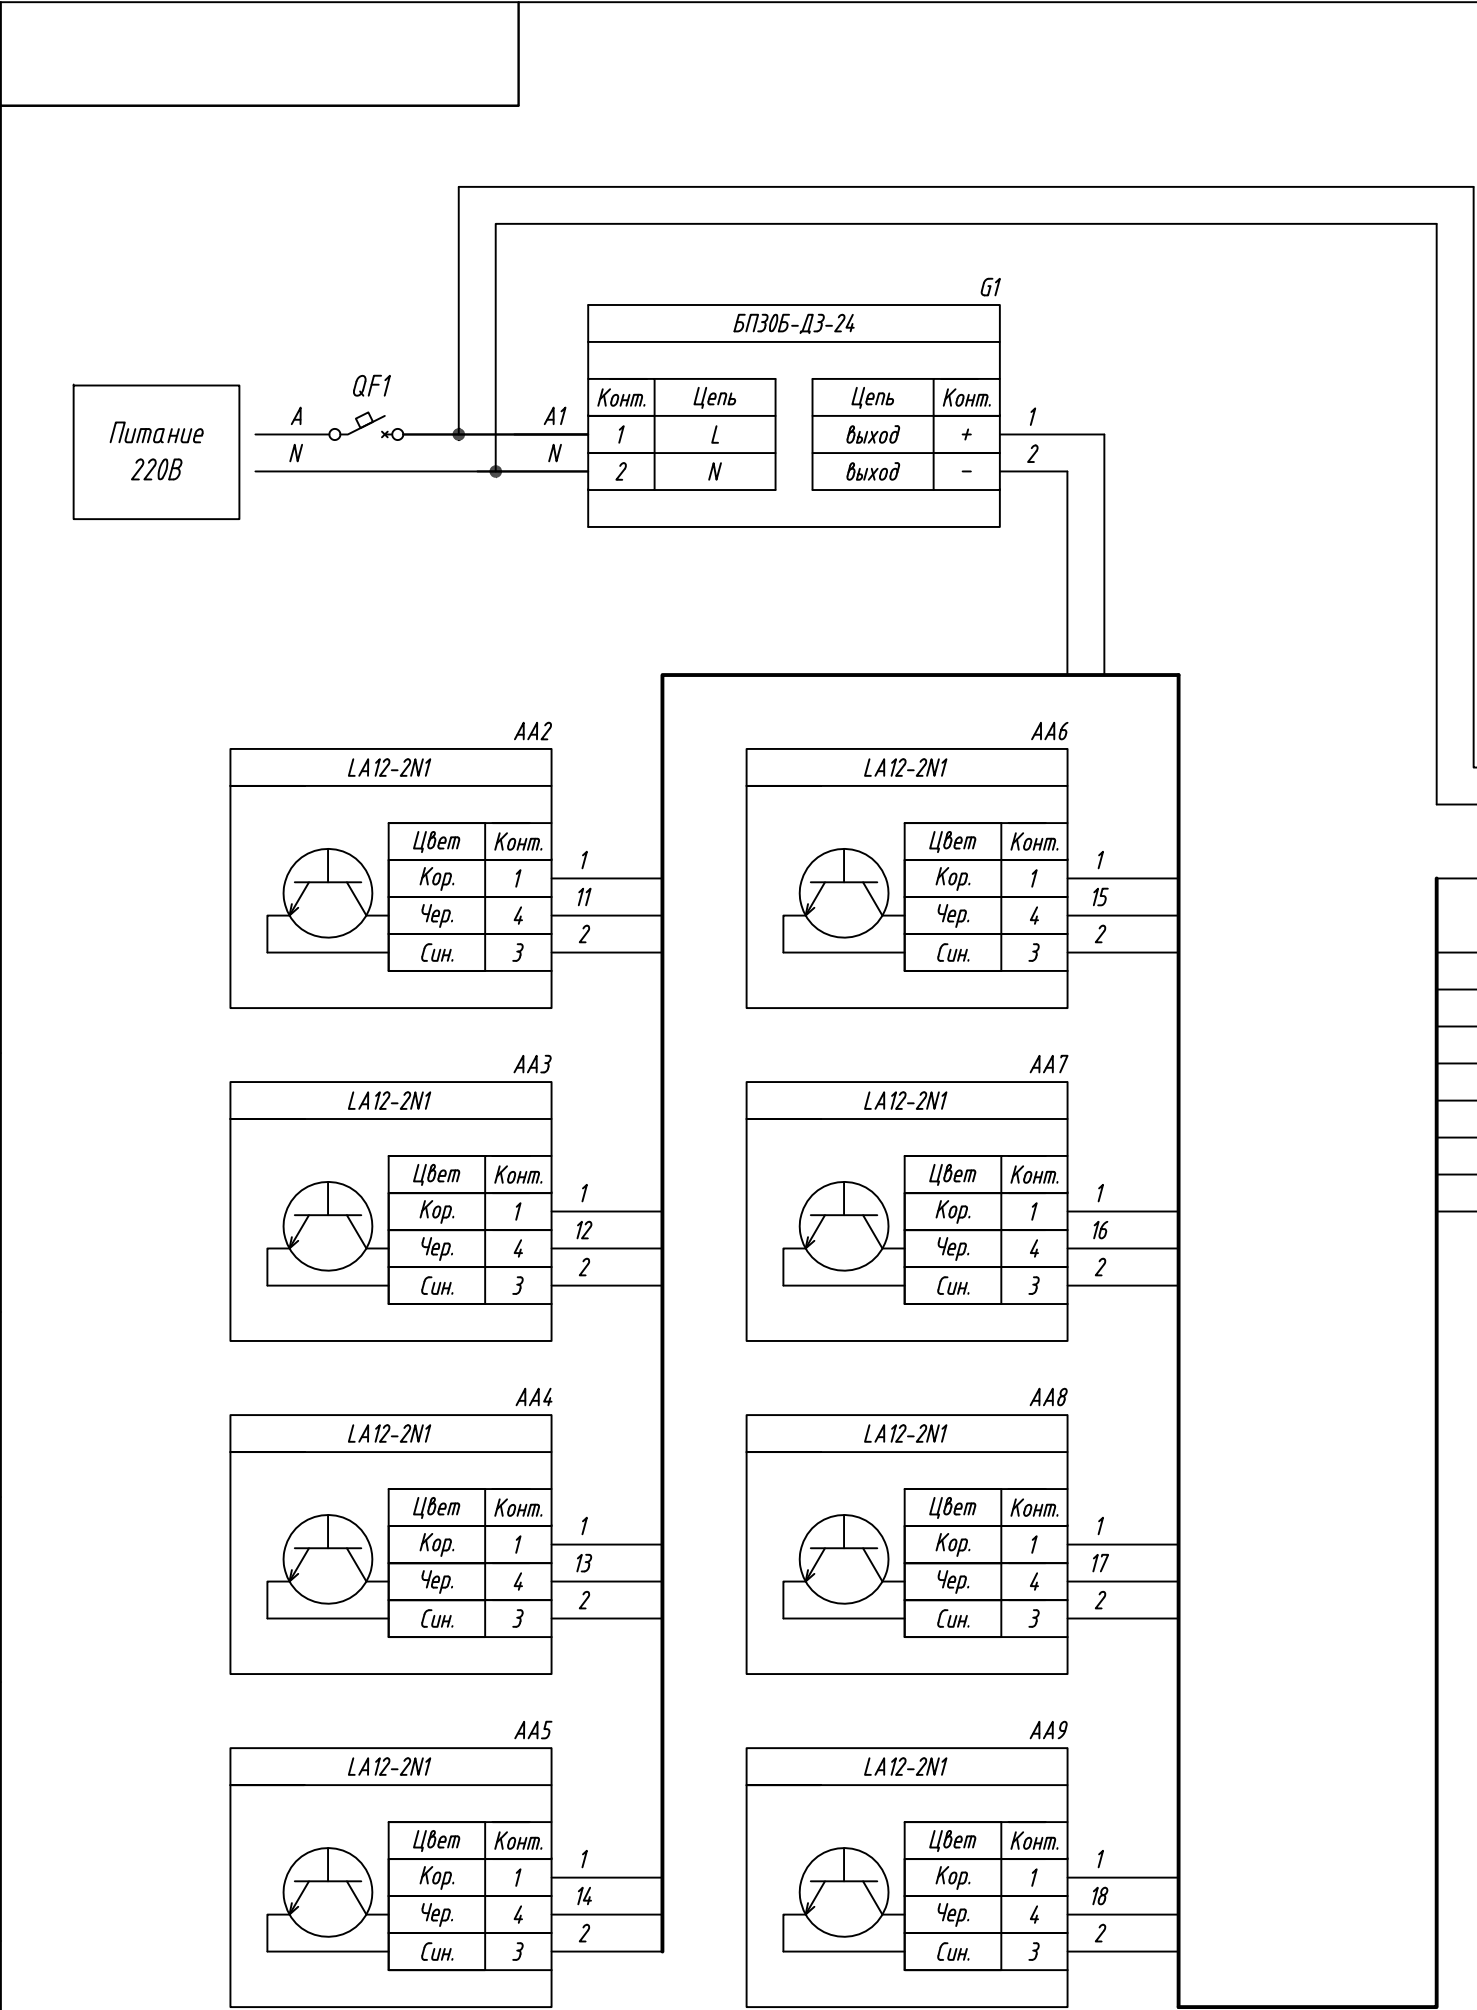 G1
БП30Б-Д3-24
QF1
Питание
220В
A
N
A1
N
Конт. Цепь
1 L
2 N
Цепь Конт.
выход +
выход -
1
2
AA2
LA12-2N1
Цвет Конт.
Кор. 1
Чер. 4
Син. 3
1
11
2
AA6
LA12-2N1
Цвет Конт.
Кор. 1
Чер. 4
Син. 3
1
15
2
AA3
LA12-2N1
Цвет Конт.
Кор. 1
Чер. 4
Син. 3
1
12
2
AA7
LA12-2N1
Цвет Конт.
Кор. 1
Чер. 4
Син. 3
1
16
2
AA4
LA12-2N1
Цвет Конт.
Кор. 1
Чер. 4
Син. 3
1
13
2
AA8
LA12-2N1
Цвет Конт.
Кор. 1
Чер. 4
Син. 3
1
17
2
AA5
LA12-2N1
Цвет Конт.
Кор. 1
Чер. 4
Син. 3
1
14
2
AA9
LA12-2N1
Цвет Конт.
Кор. 1
Чер. 4
Син. 3
1
18
2